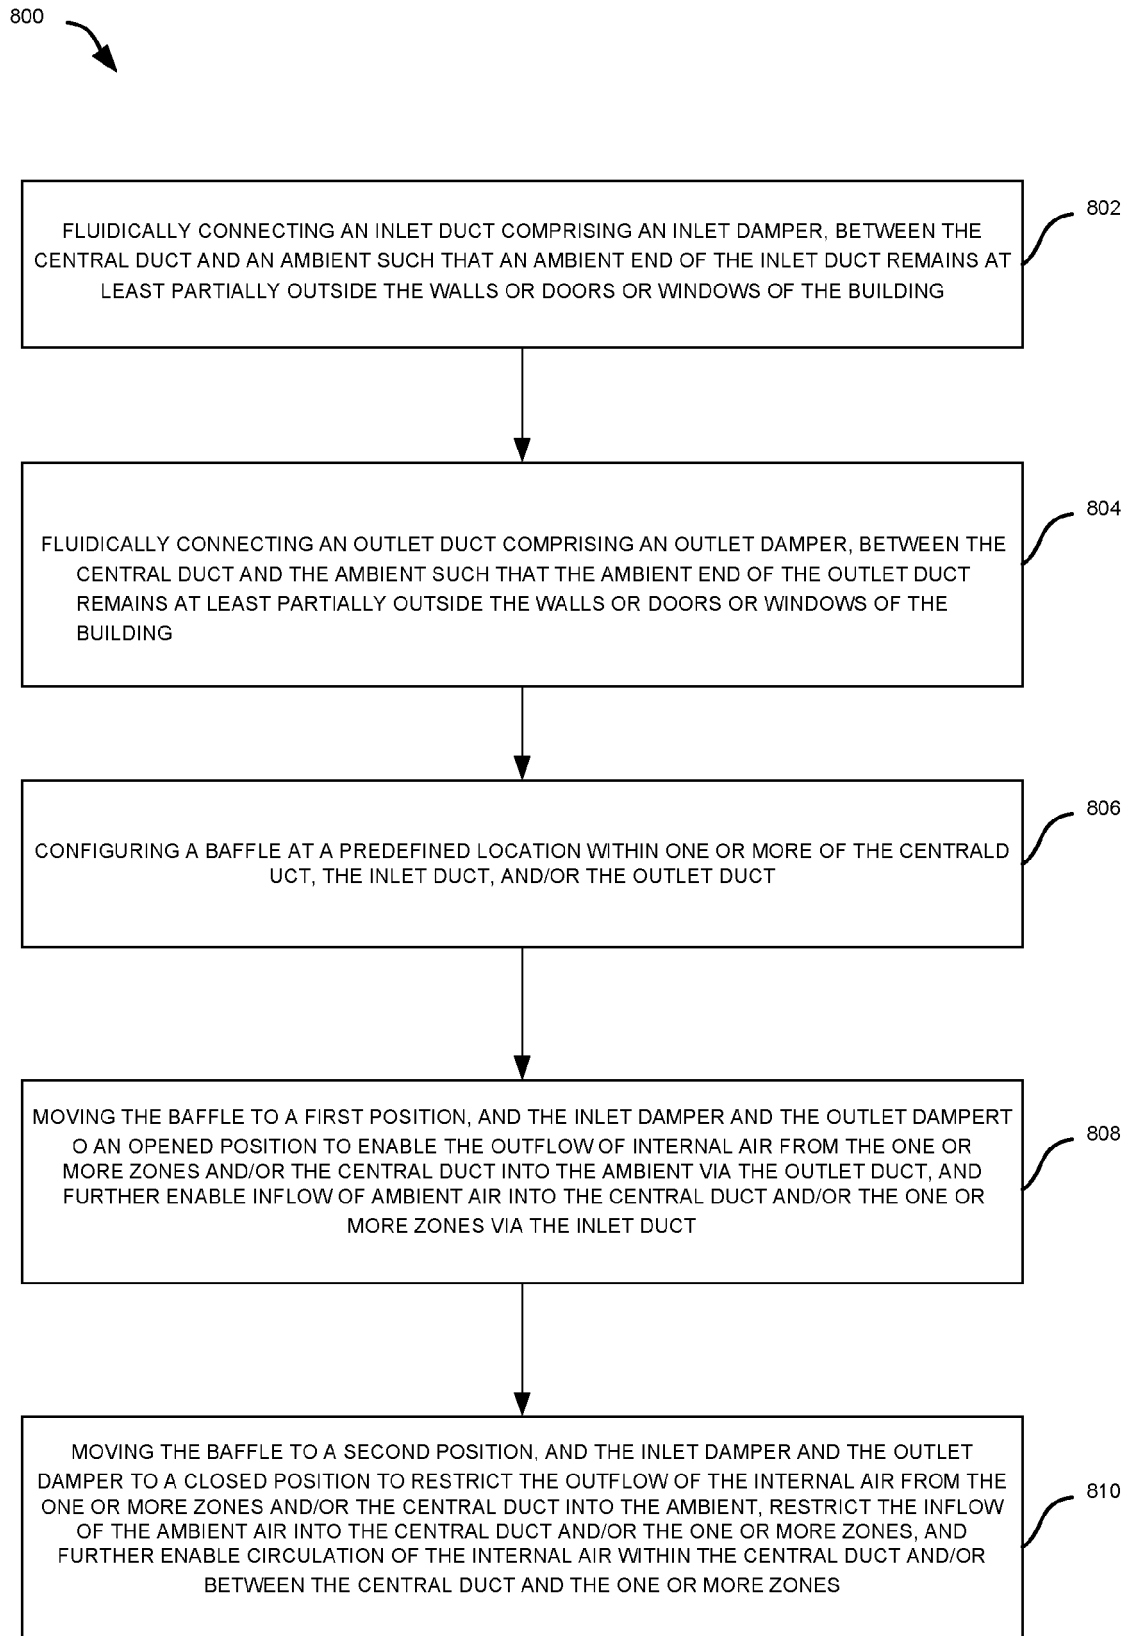 800
FLUIDICALLY CONNECTING AN INLET DUCT COMPRISING AN INLET DAMPER, BETWEEN THE
CENTRAL DUCT AND AN AMBIENT SUCH THAT AN AMBIENT END OF THE INLET DUCT REMAINS AT
LEAST PARTIALLY OUTSIDE THE WALLS OR DOORS OR WINDOWS OF THE BUILDING
802
FLUIDICALLY CONNECTING AN OUTLET DUCT COMPRISING AN OUTLET DAMPER, BETWEEN THE
CENTRAL DUCT AND THE AMBIENT SUCH THAT THE AMBIENT END OF THE OUTLET DUCT
REMAINS AT LEAST PARTIALLY OUTSIDE THE WALLS OR DOORS OR WINDOWS OF THE
BUILDING
804
CONFIGURING A BAFFLE AT A PREDEFINED LOCATION WITHIN ONE OR MORE OF THE CENTRALD
UCT, THE INLET DUCT, AND/OR THE OUTLET DUCT
806
MOVING THE BAFFLE TO A FIRST POSITION, AND THE INLET DAMPER AND THE OUTLET DAMPERT
O AN OPENED POSITION TO ENABLE THE OUTFLOW OF INTERNAL AIR FROM THE ONE OR
MORE ZONES AND/OR THE CENTRAL DUCT INTO THE AMBIENT VIA THE OUTLET DUCT, AND
FURTHER ENABLE INFLOW OF AMBIENT AIR INTO THE CENTRAL DUCT AND/OR THE ONE OR
MORE ZONES VIA THE INLET DUCT
808
MOVING THE BAFFLE TO A SECOND POSITION, AND THE INLET DAMPER AND THE OUTLET
DAMPER TO A CLOSED POSITION TO RESTRICT THE OUTFLOW OF THE INTERNAL AIR FROM THE
ONE OR MORE ZONES AND/OR THE CENTRAL DUCT INTO THE AMBIENT, RESTRICT THE INFLOW
OF THE AMBIENT AIR INTO THE CENTRAL DUCT AND/OR THE ONE OR MORE ZONES, AND
FURTHER ENABLE CIRCULATION OF THE INTERNAL AIR WITHIN THE CENTRAL DUCT AND/OR
BETWEEN THE CENTRAL DUCT AND THE ONE OR MORE ZONES
810